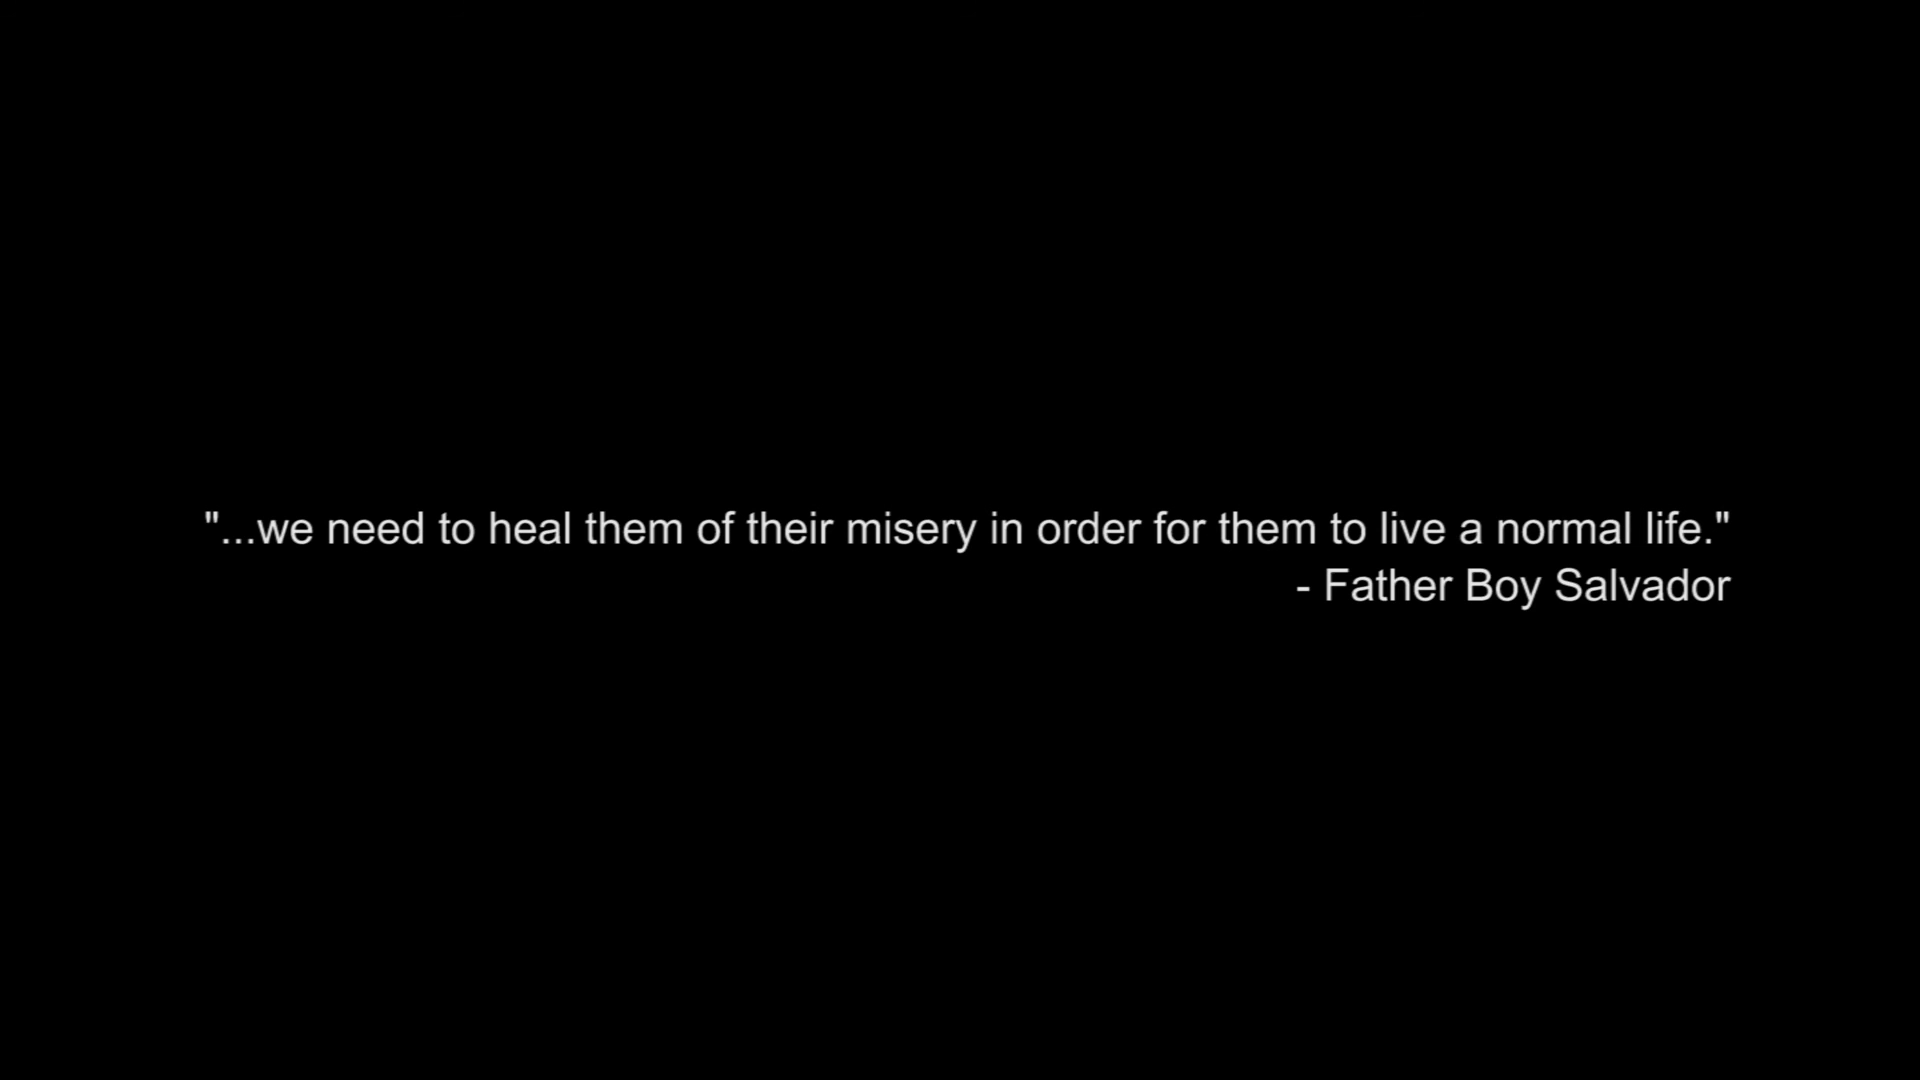 "...we need to heal them of their misery in order for them to live a normal life."
- Father Boy Salvador